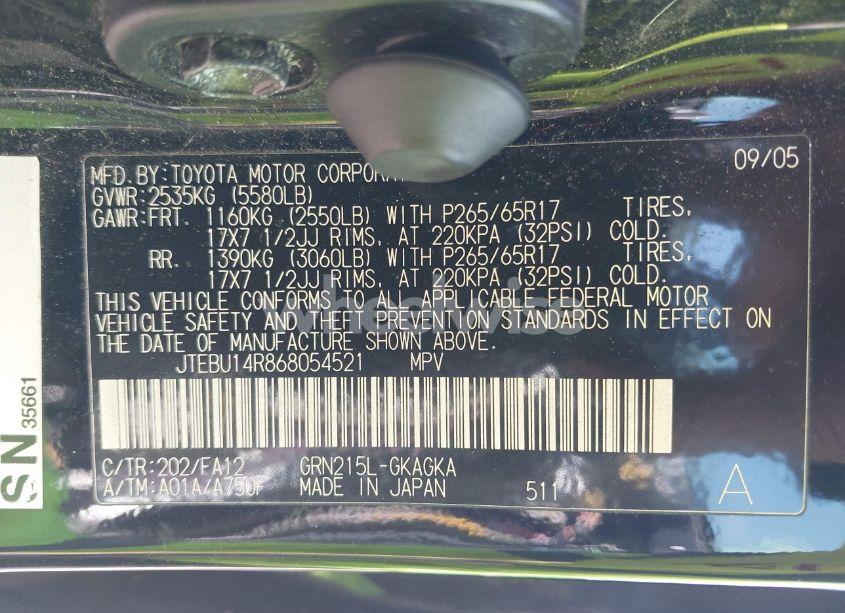 MFD.BY:TOYOTA MOTOR 09/05
GVWR:2535KG (5580LB)
GAWR:FRT. 1160KG (2550LB) WITH P265/65R17 TIRES,
17X7 1/2JJ RIMS, AT 220KPA (32PSI) COLD.
RR. 1390KG (3060LB) WITH P265/65R17 TIRES,
17X7 1/2JJ RIMS, AT 220KPA (32PSI) COLD.
THIS VEHICLE CONFORMS TO ALL APPLICABLE FEDERAL MOTOR
VEHICLE SAFETY AND THEFT PREVENTION STANDARDS IN EFFECT ON
THE DATE OF MANUFACTURE SHOWN ABOVE.
JTEBU14R868054521 MPV
C/TR:202/FA12 GRN215L-GKAGKA
A/TM:A01A/A750F MADE IN JAPAN 511 A
SN 35661